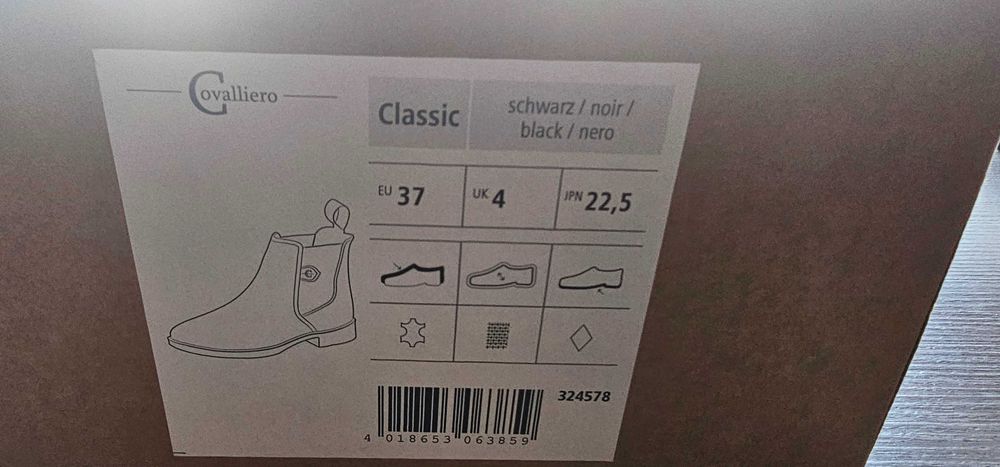 Covalliero
Classic
schwarz / noir /
black / nero
EU 37
UK 4
JPN 22,5
324578
4 018653 063859